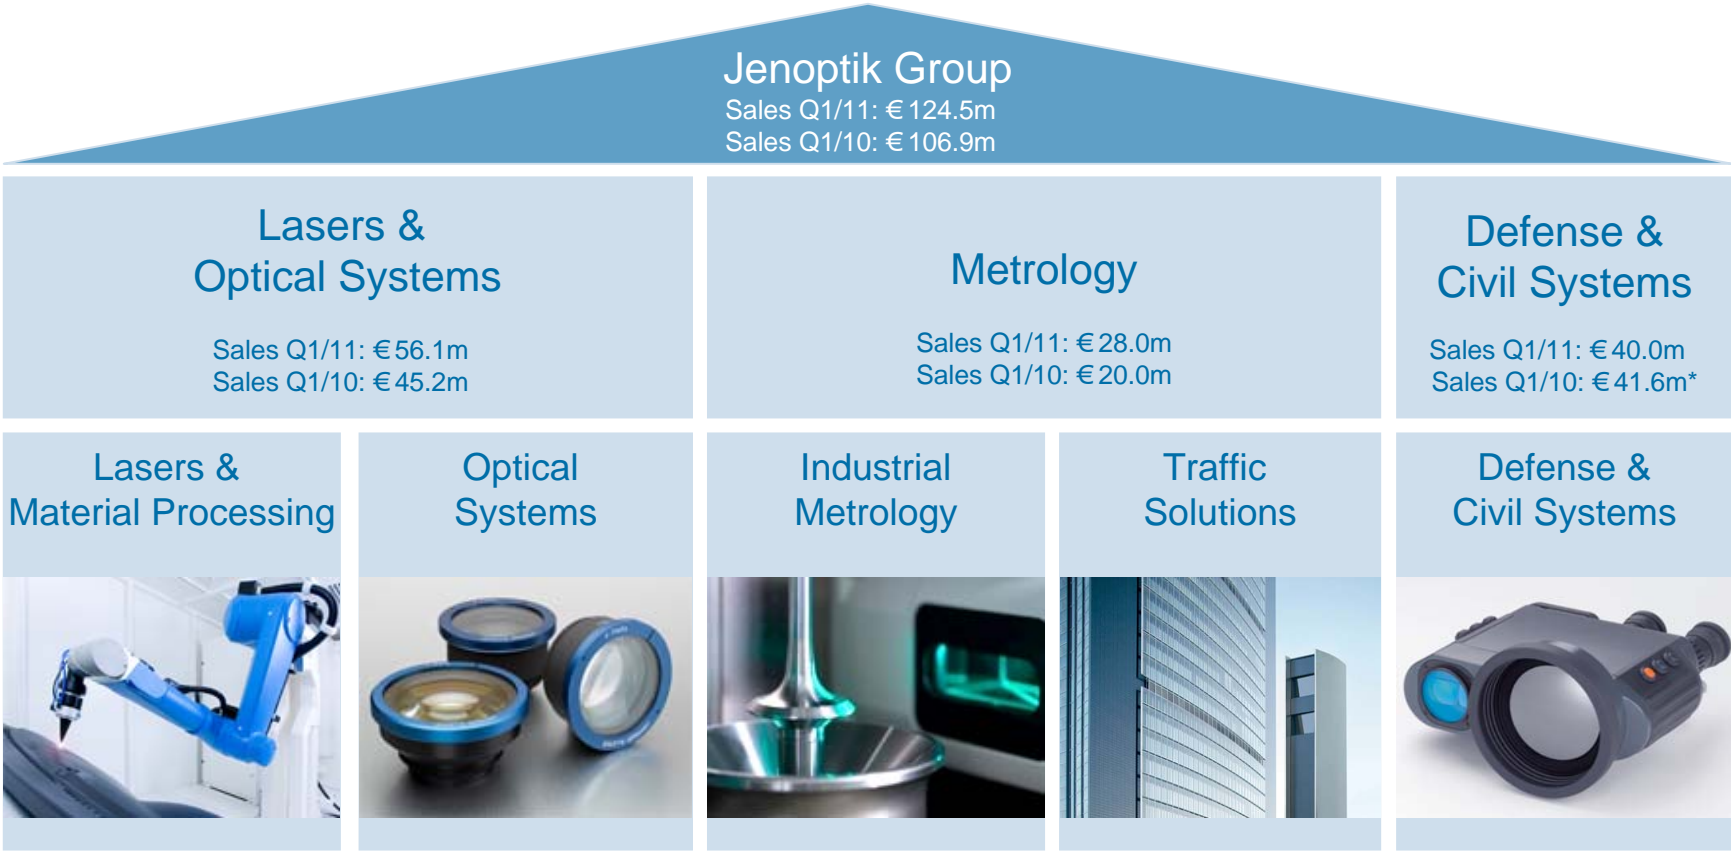 Jenoptik Group
Sales Q1/11: € 124.5m
Sales Q1/10: € 106.9m
Lasers &
Optical Systems
Sales Q1/11: € 56.1m
Sales Q1/10: € 45.2m
Metrology
Sales Q1/11: € 28.0m
Sales Q1/10: € 20.0m
Defense &
Civil Systems
Sales Q1/11: € 40.0m
Sales Q1/10: € 41.6m*
Lasers &
Material Processing
Optical
Systems
Industrial
Metrology
Traffic
Solutions
Defense &
Civil Systems